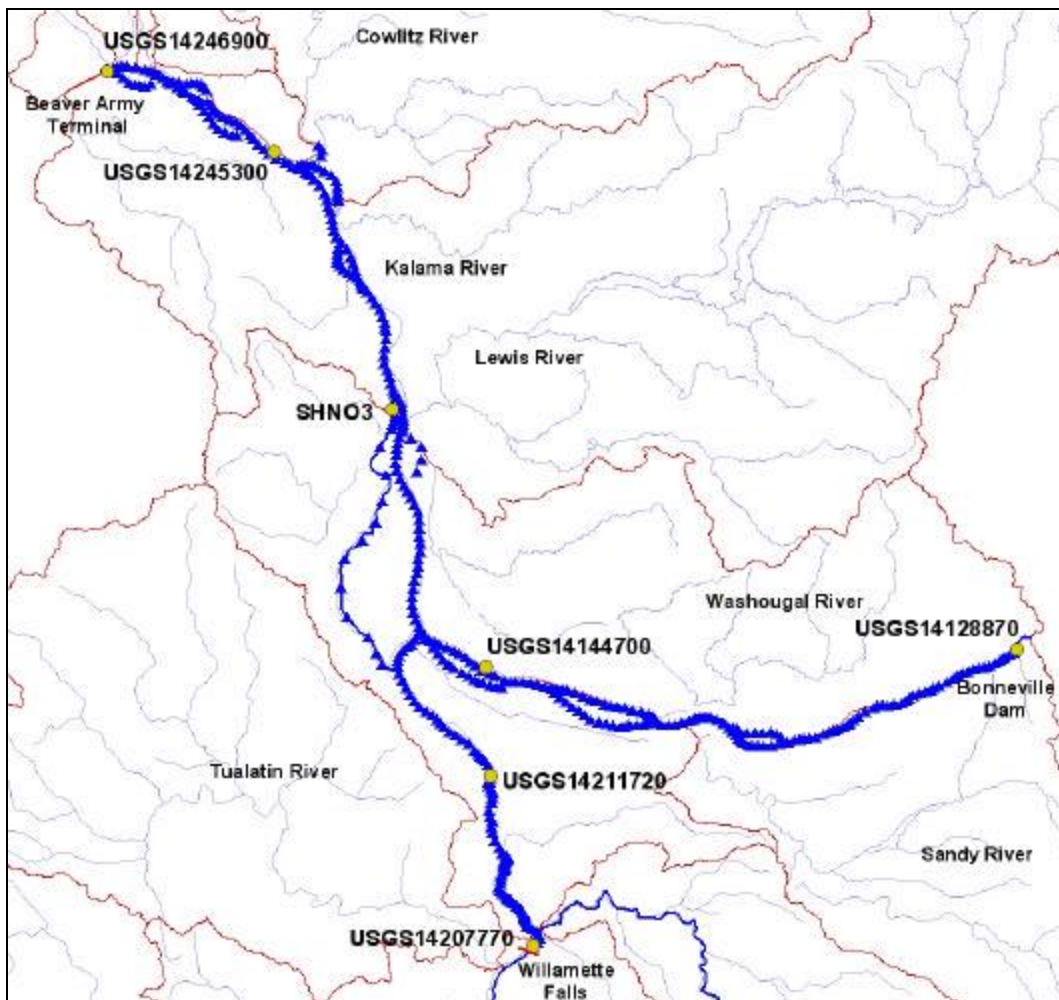 USGS14246900
Cowlitz River
Beaver Army
Terminal
USGS14245300
Kalama River
Lewis River
SHNO3
Washougal River
USGS14128870
USGS14144700
Bonneville
Dam
Tualatin River
USGS14211720
Sandy River
USGS14207770
Willamette
Falls